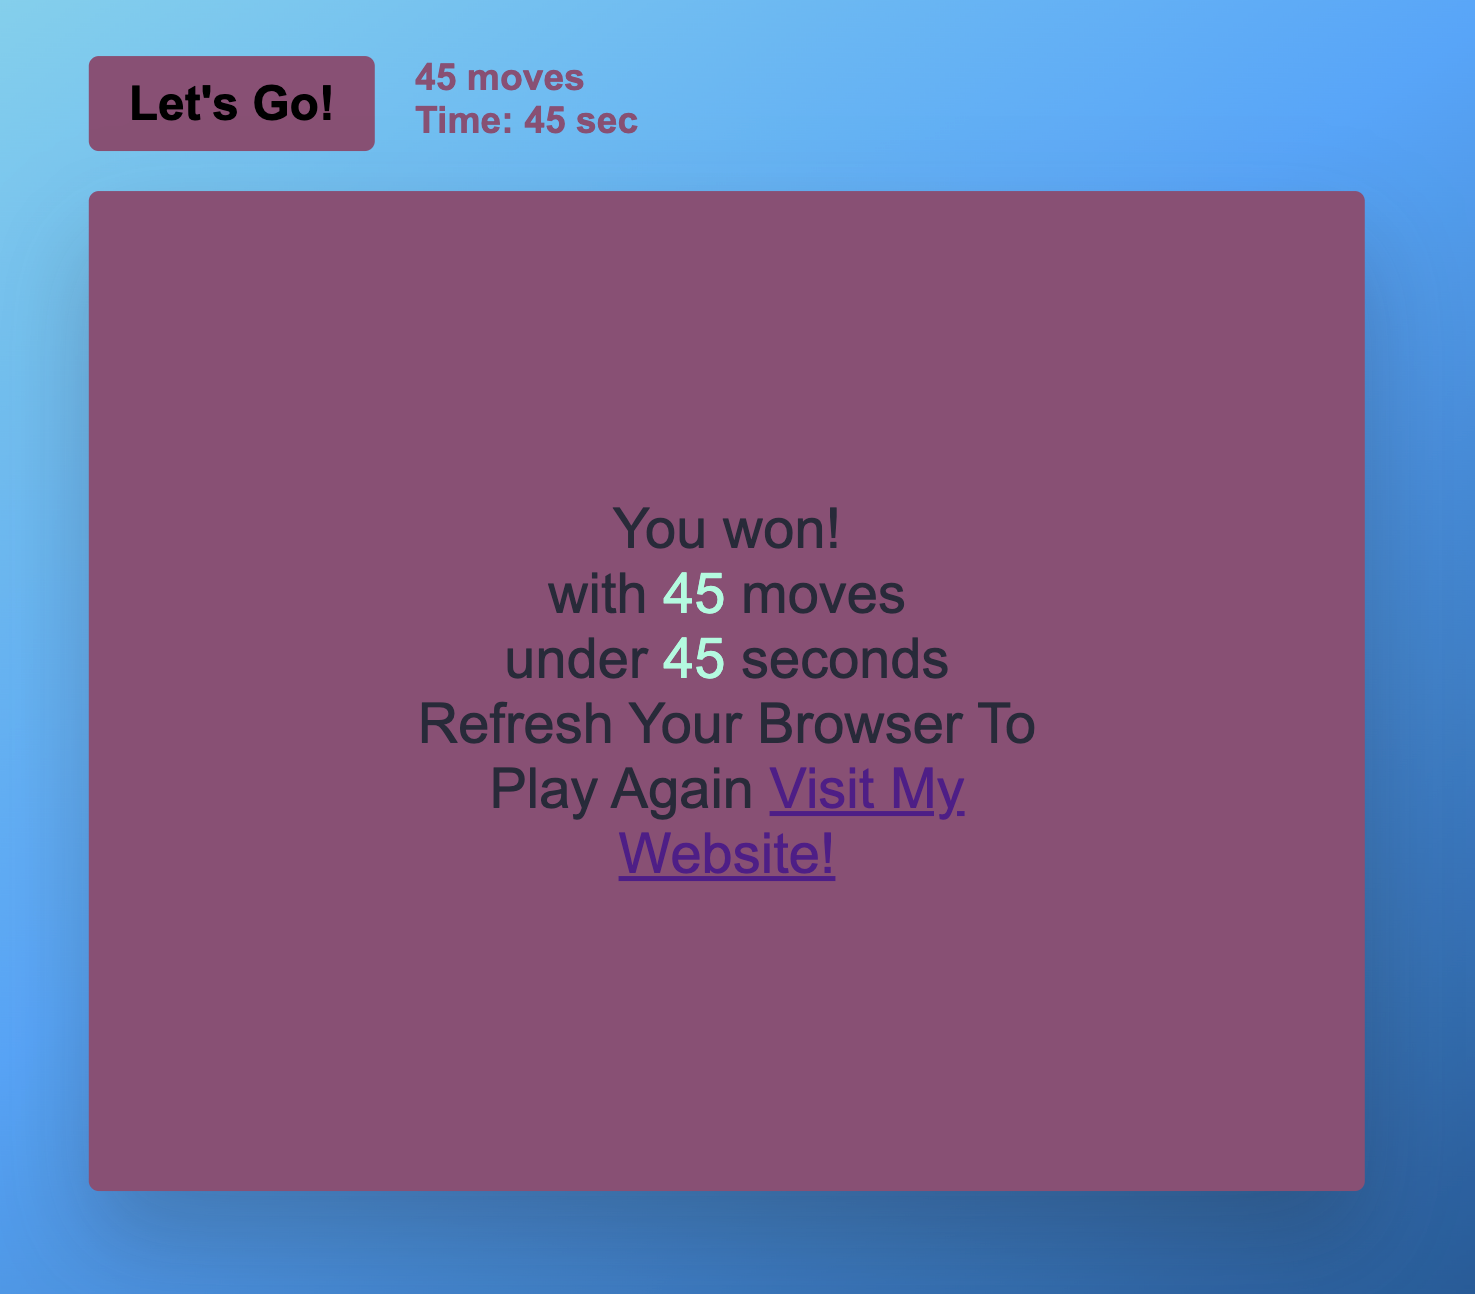 Let's Go!
45 moves
Time: 45 sec
You won!
with 45 moves
under 45 seconds
Refresh Your Browser To
Play Again Visit My
Website!